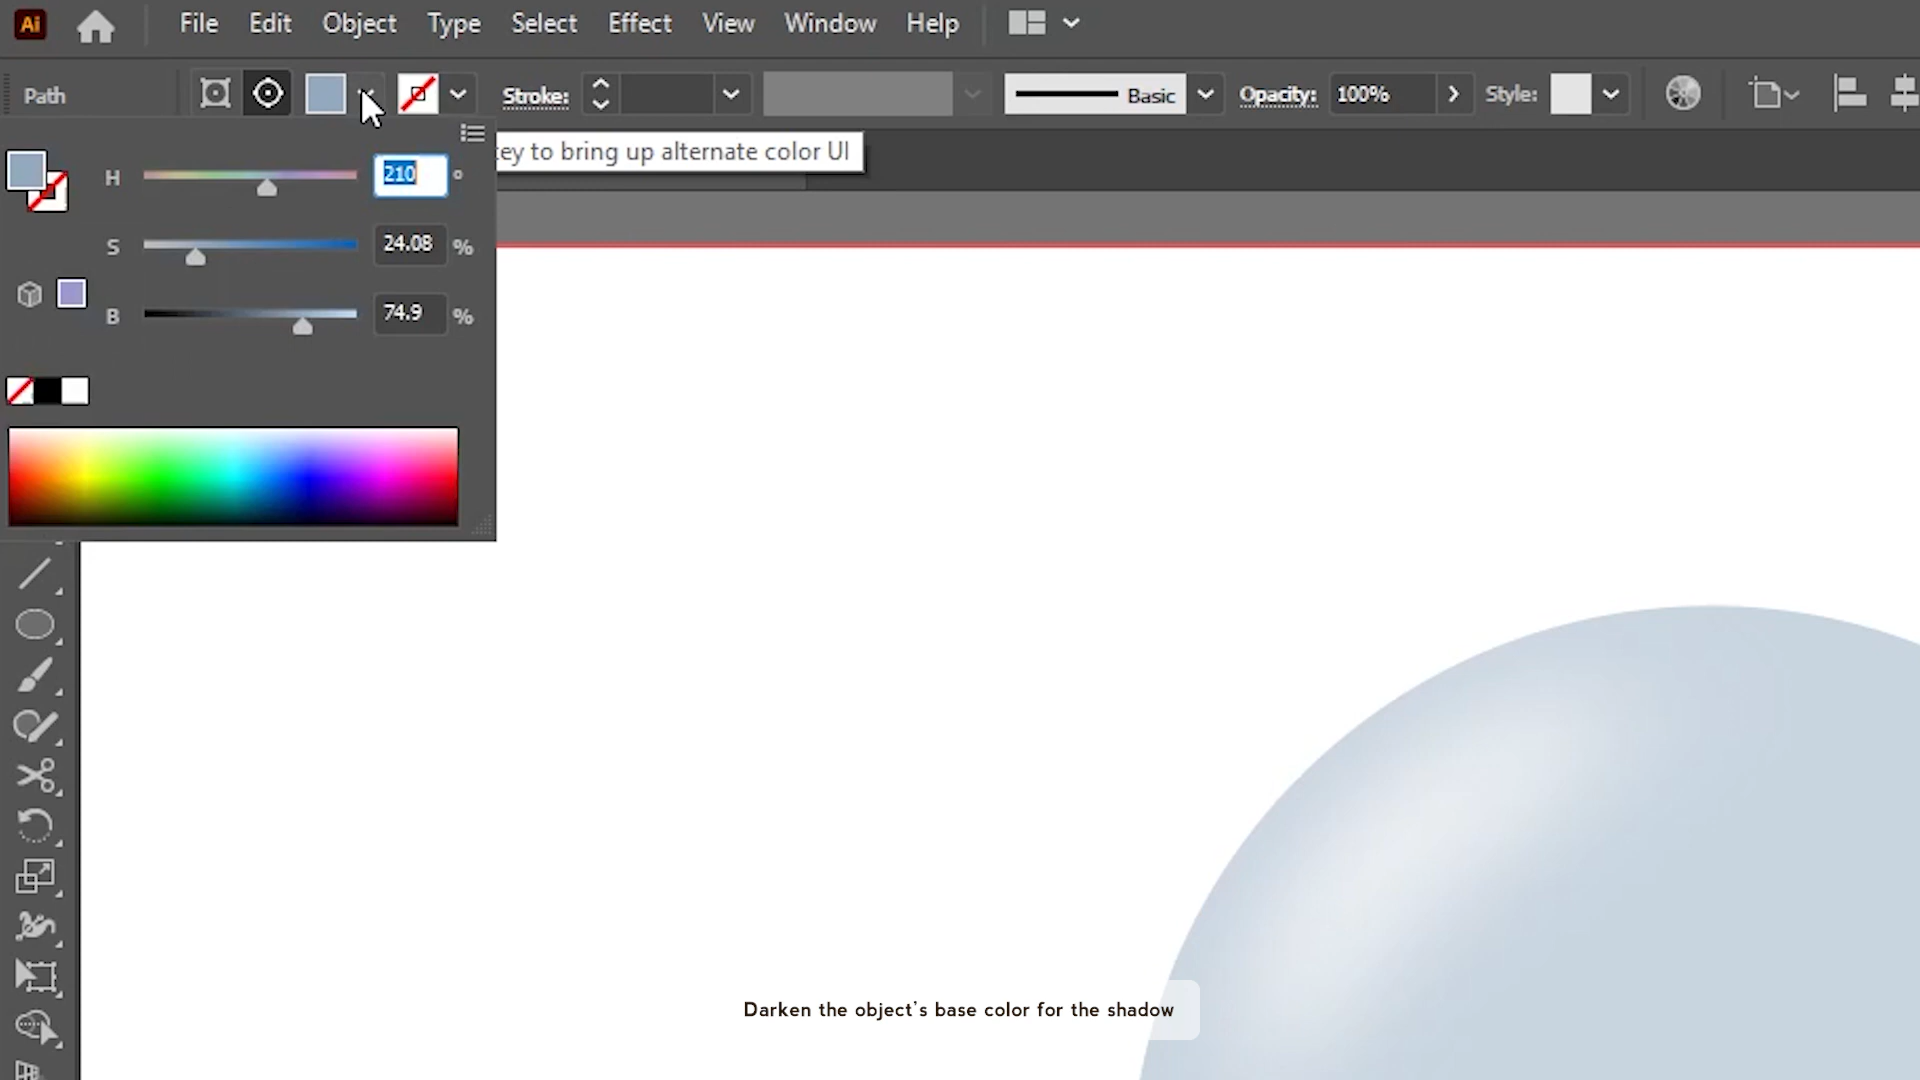 Ai File Edit Object Type Select Effect View Window Help
Path Stroke: Basic Opacity: 100% Style:
to bring up alternate color UI
H 210 °
S 24.08 %
B 74.9 %
Darken the object's base color for the shadow